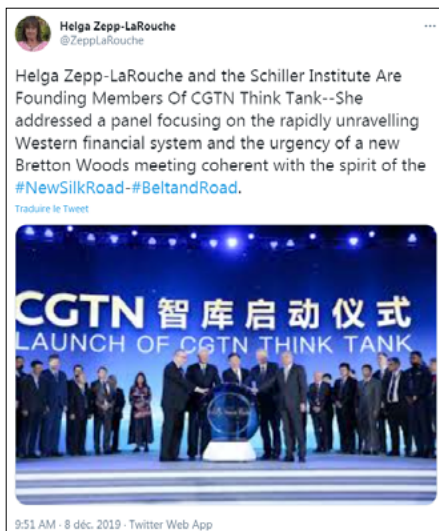 Helga Zepp-LaRouche
@ZeppLaRouche
Helga Zepp-LaRouche and the Schiller Institute Are
Founding Members Of CGTN Think Tank--She
addressed a panel focusing on the rapidly unravelling
Western financial system and the urgency of a new
Bretton Woods meeting coherent with the spirit of the
#NewSilkRoad-#BeltandRoad.
Traduire le Tweet
CGTN 智库启动仪式
LAUNCH OF CGTN THINK TANK
9:51 AM · 8 déc. 2019 · Twitter Web App